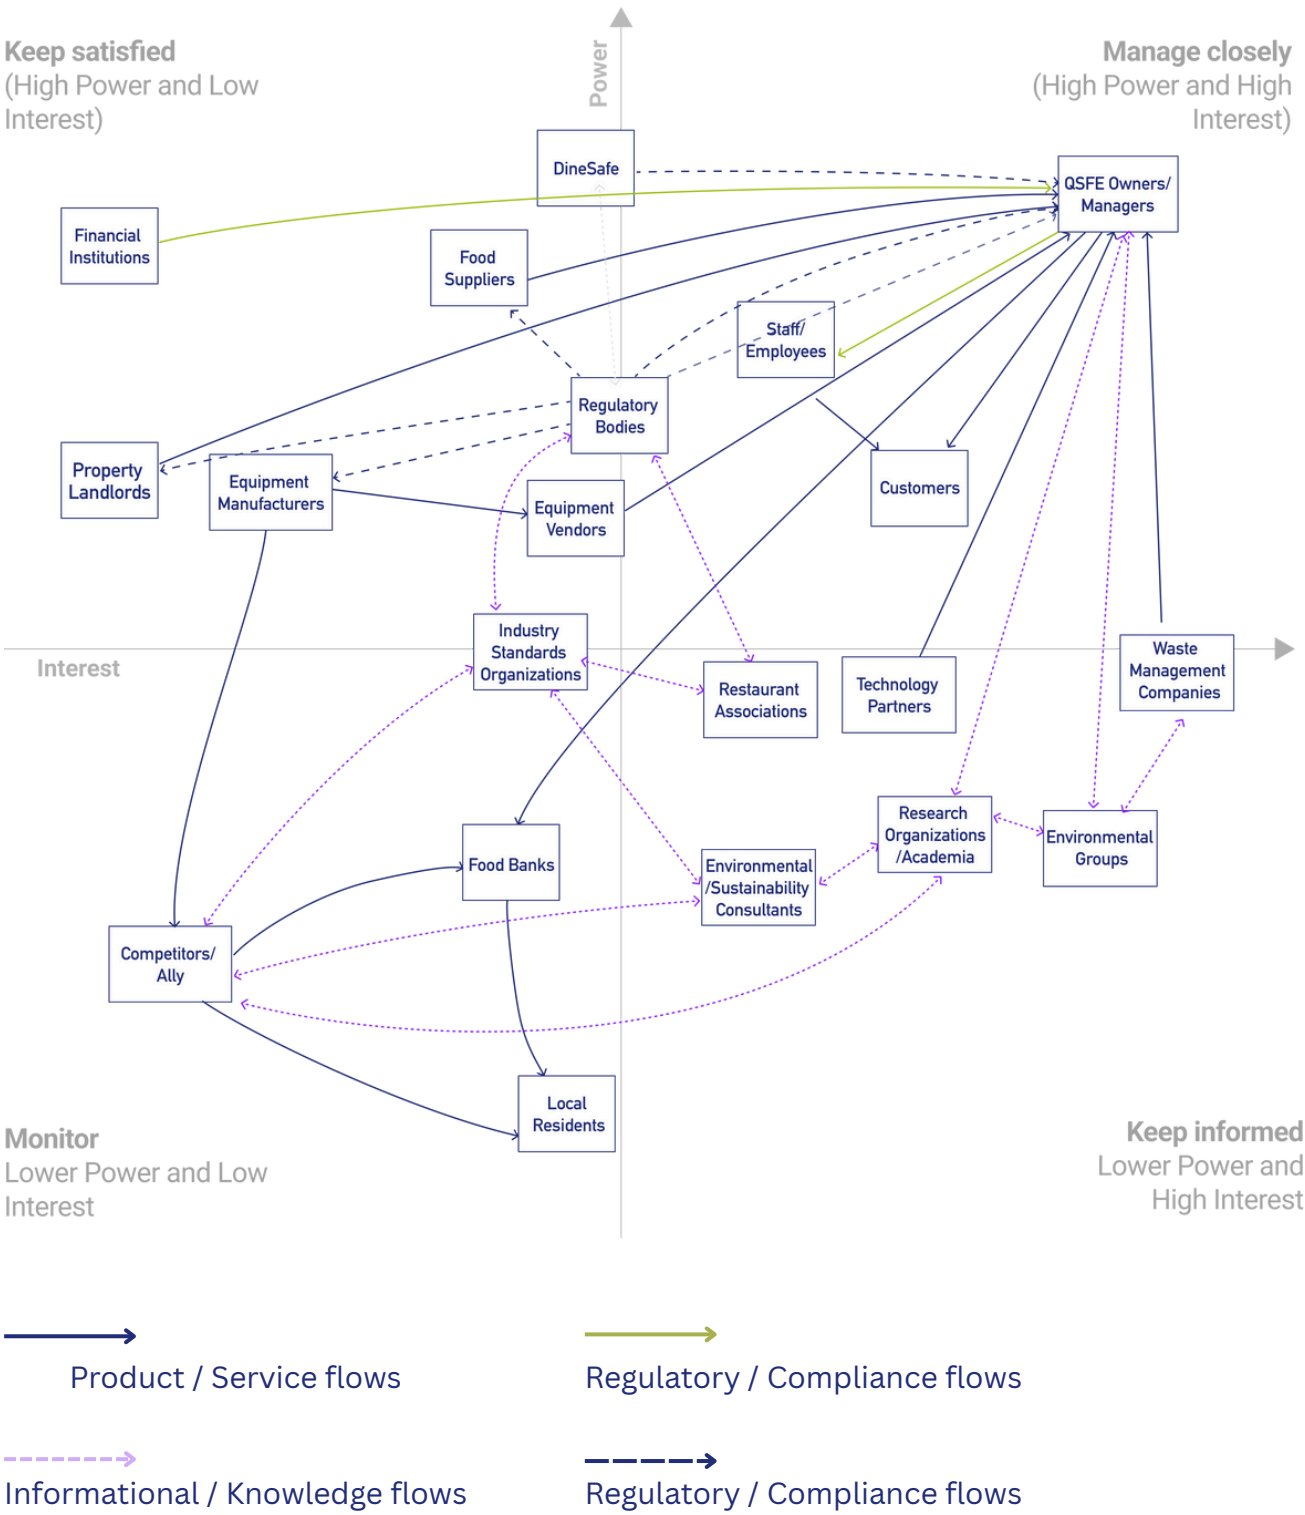 Keep satisfied
(High Power and Low
Interest)
Power
Manage closely
(High Power and High
Interest)
DineSafe
QSFE Owners/
Managers
Financial
Institutions
Food
Suppliers
Staff/
Employees
Regulatory
Bodies
Property
Landlords
Equipment
Manufacturers
Equipment
Vendors
Customers
Interest
Industry
Standards
Organizations
Restaurant
Associations
Technology
Partners
Waste
Management
Companies
Research
Organizations
/Academia
Environmental
Groups
Food Banks
Environmental
/Sustainability
Consultants
Competitors/
Ally
Local
Residents
Monitor
Lower Power and Low
Interest
Keep informed
Lower Power and
High Interest
Product / Service flows
Regulatory / Compliance flows
Informational / Knowledge flows
Regulatory / Compliance flows